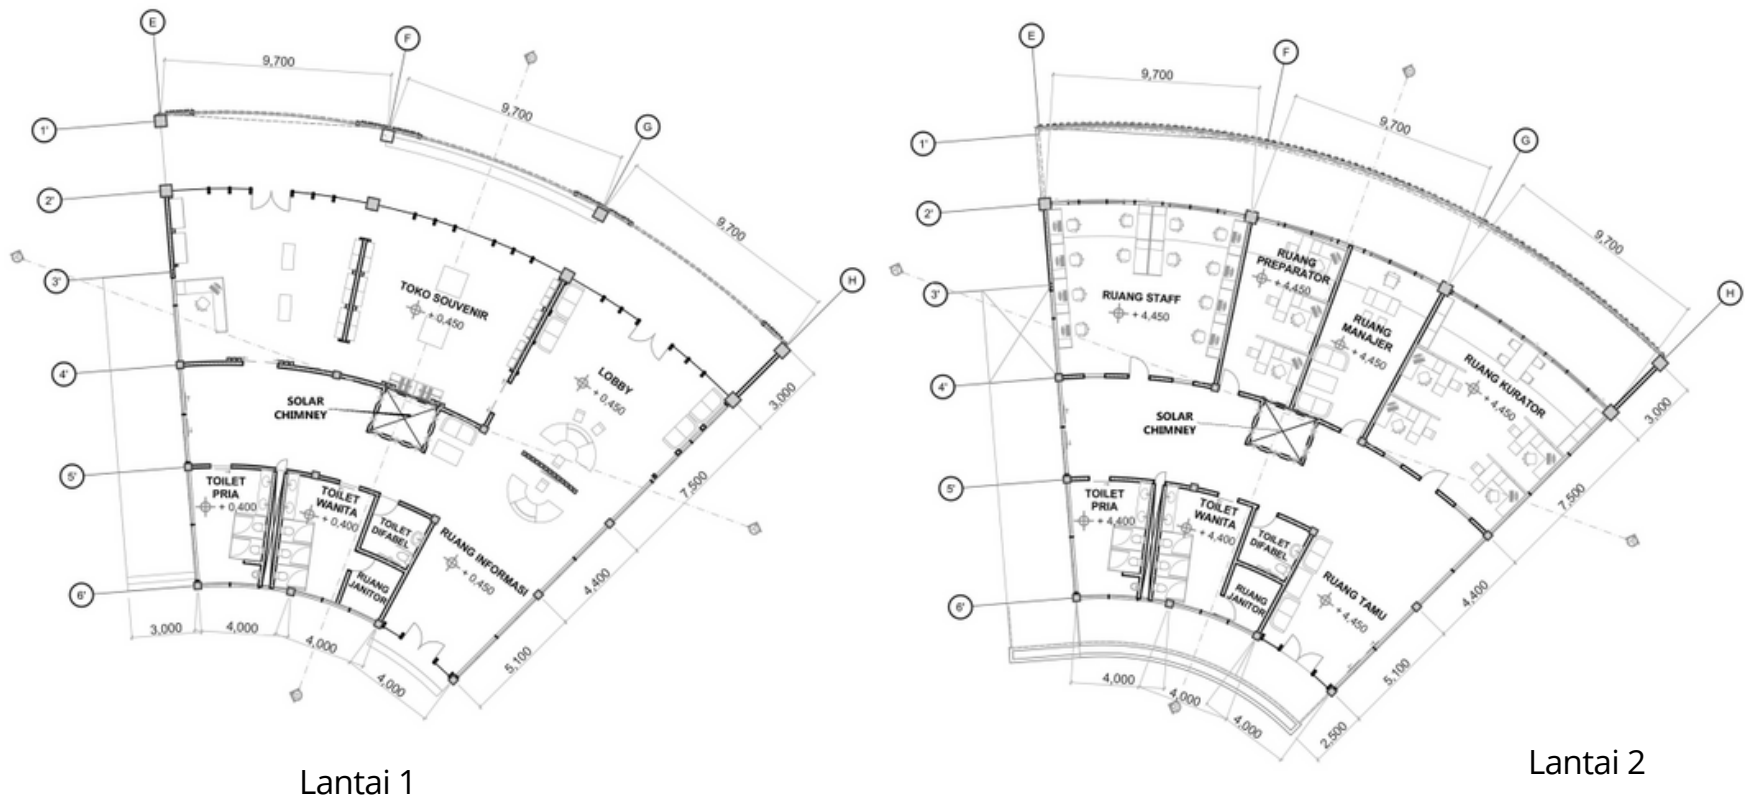 E
F
9,700
9,700
G
1'
9,700
2'
3'
H
TOKO SOUVENIR
+ 0,450
4'
LOBBY
+ 0,450
SOLAR
CHIMNEY
3,000
5'
7,500
TOILET
PRIA
+ 0,400
TOILET
WANITA
+ 0,400
TOILET
DIFABEL
RUANG INFORMASI
+ 0,450
RUANG
JANITOR
4,400
6'
3,000
4,000
4,000
4,000
5,100
Lantai 1
E
F
9,700
9,700
G
1'
9,700
2'
3'
H
RUANG STAFF
+ 4,450
RUANG
PREPARATOR
+ 4,450
RUANG
MANAJER
+ 4,450
RUANG KURATOR
+ 4,450
4'
SOLAR
CHIMNEY
3,000
5'
7,500
TOILET
PRIA
+ 4,400
TOILET
WANITA
+ 4,400
TOILET
DIFABEL
RUANG
JANITOR
RUANG TAMU
+ 4,450
4,400
6'
4,000
4,000
4,000
5,100
2,500
Lantai 2